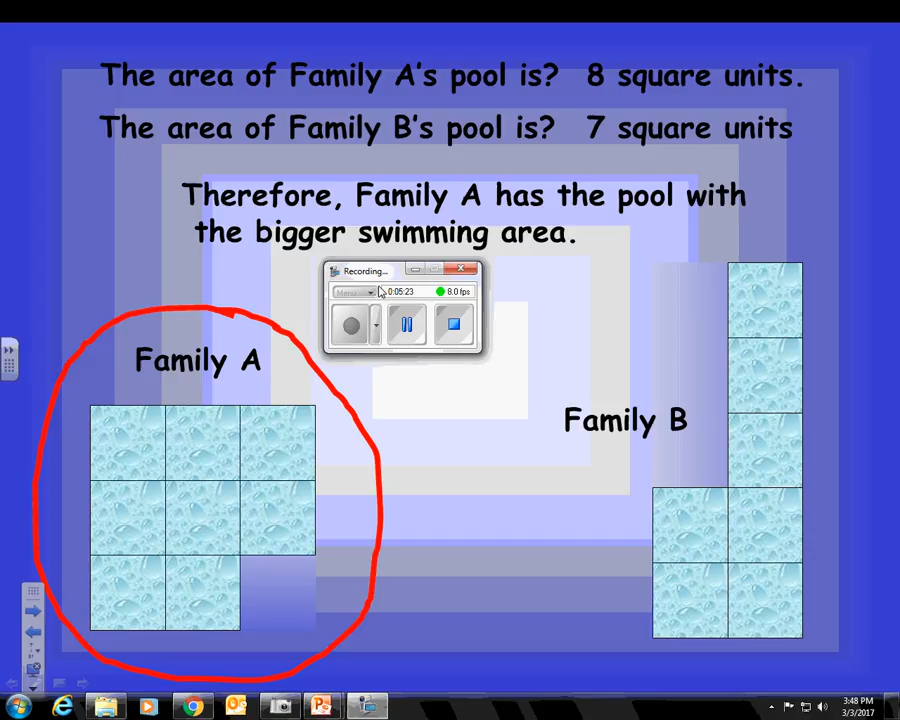 The area of Family A's pool is? 8 square units.
The area of Family B's pool is? 7 square units
Therefore, Family A has the pool with
the bigger swimming area.
Recording...
Menu
0:05:23
8.0 fps
Family A
Family B
3:48 PM
3/3/2017